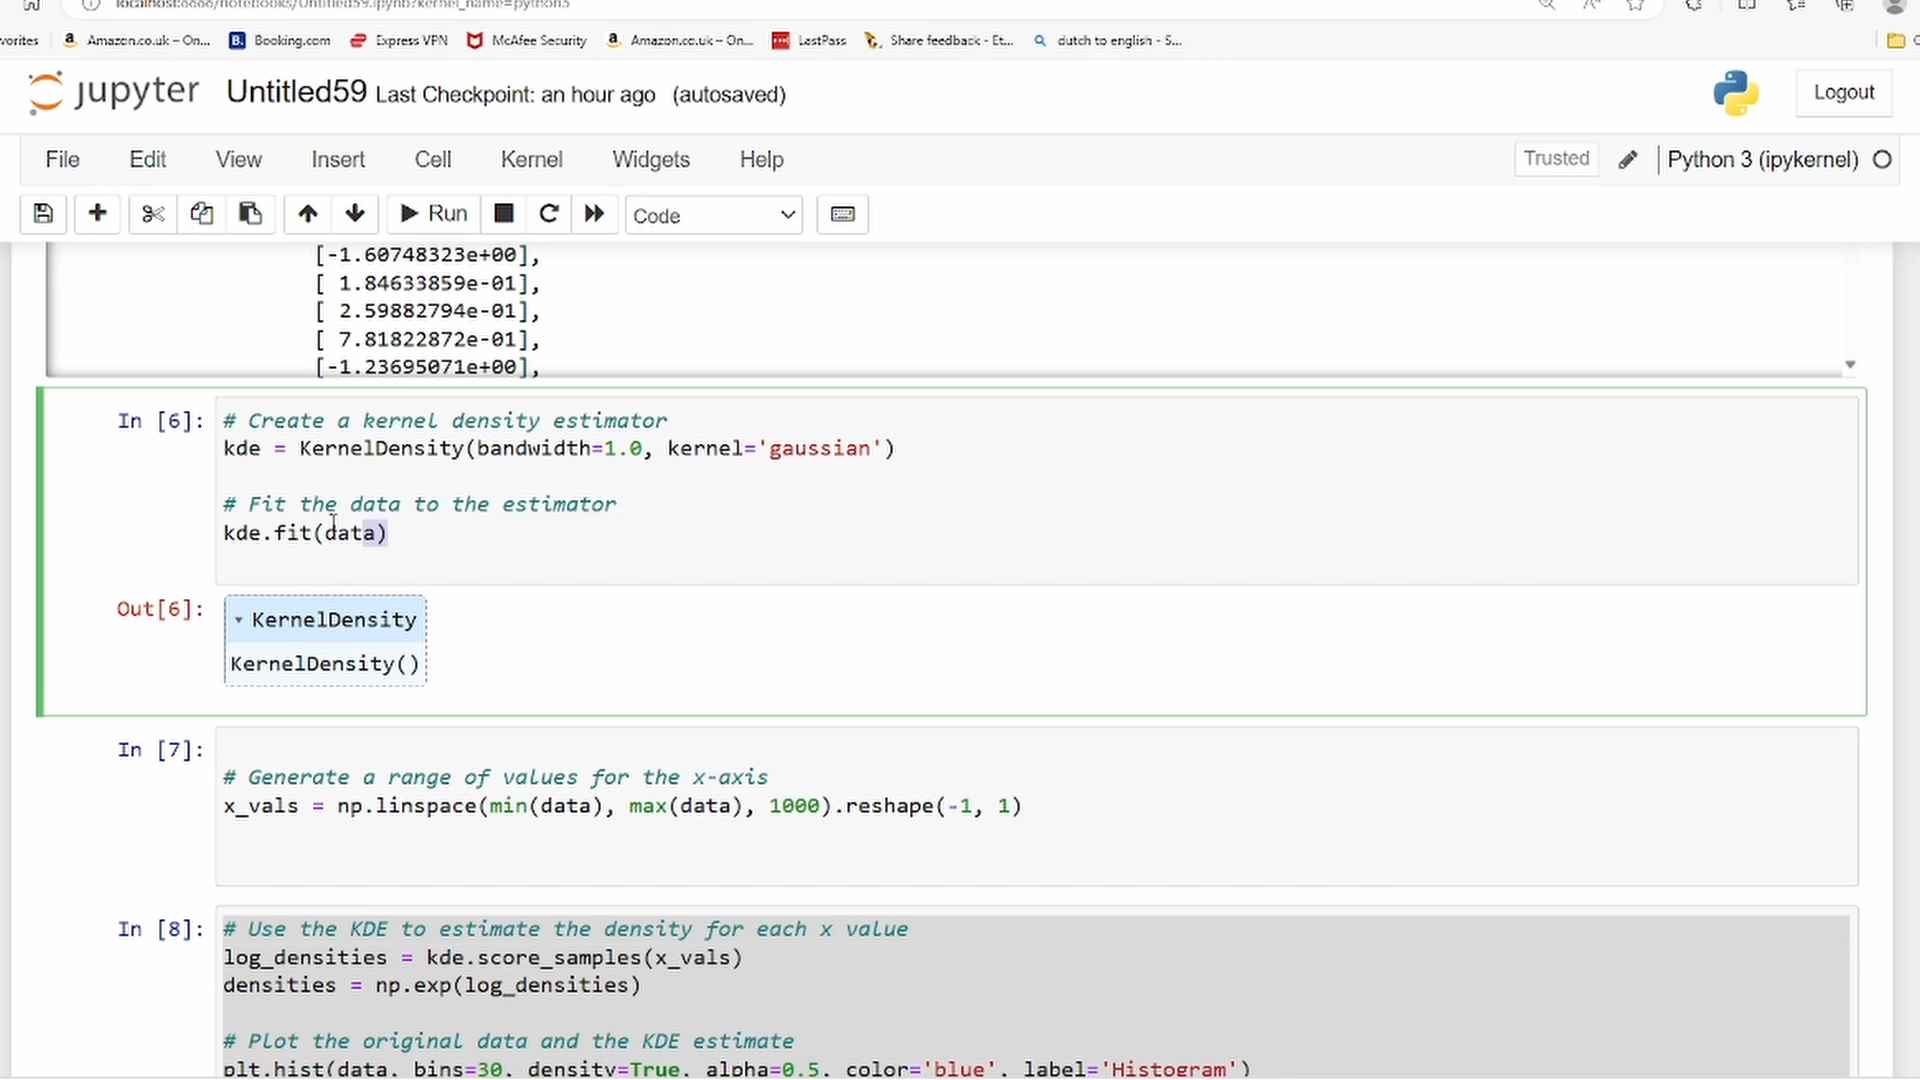 localhost:8888/notebooks/Untitled59.ipynb?kernel_name=python3
vorites Amazon.co.uk – On... Booking.com Express VPN McAfee Security Amazon.co.uk – On... LastPass Share feedback - Et... dutch to english - S...
jupyter Untitled59 Last Checkpoint: an hour ago (autosaved) Logout
File Edit View Insert Cell Kernel Widgets Help Trusted Python 3 (ipykernel)
Run Code
[-1.60748323e+00],
[ 1.84633859e-01],
[ 2.59882794e-01],
[ 7.81822872e-01],
[-1.23695071e+00],
In [6]: # Create a kernel density estimator
kde = KernelDensity(bandwidth=1.0, kernel='gaussian')
# Fit the data to the estimator
kde.fit(data)
Out[6]: KernelDensity
KernelDensity()
In [7]:
# Generate a range of values for the x-axis
x_vals = np.linspace(min(data), max(data), 1000).reshape(-1, 1)
In [8]: # Use the KDE to estimate the density for each x value
log_densities = kde.score_samples(x_vals)
densities = np.exp(log_densities)
# Plot the original data and the KDE estimate
plt.hist(data, bins=30, density=True, alpha=0.5, color='blue', label='Histogram')